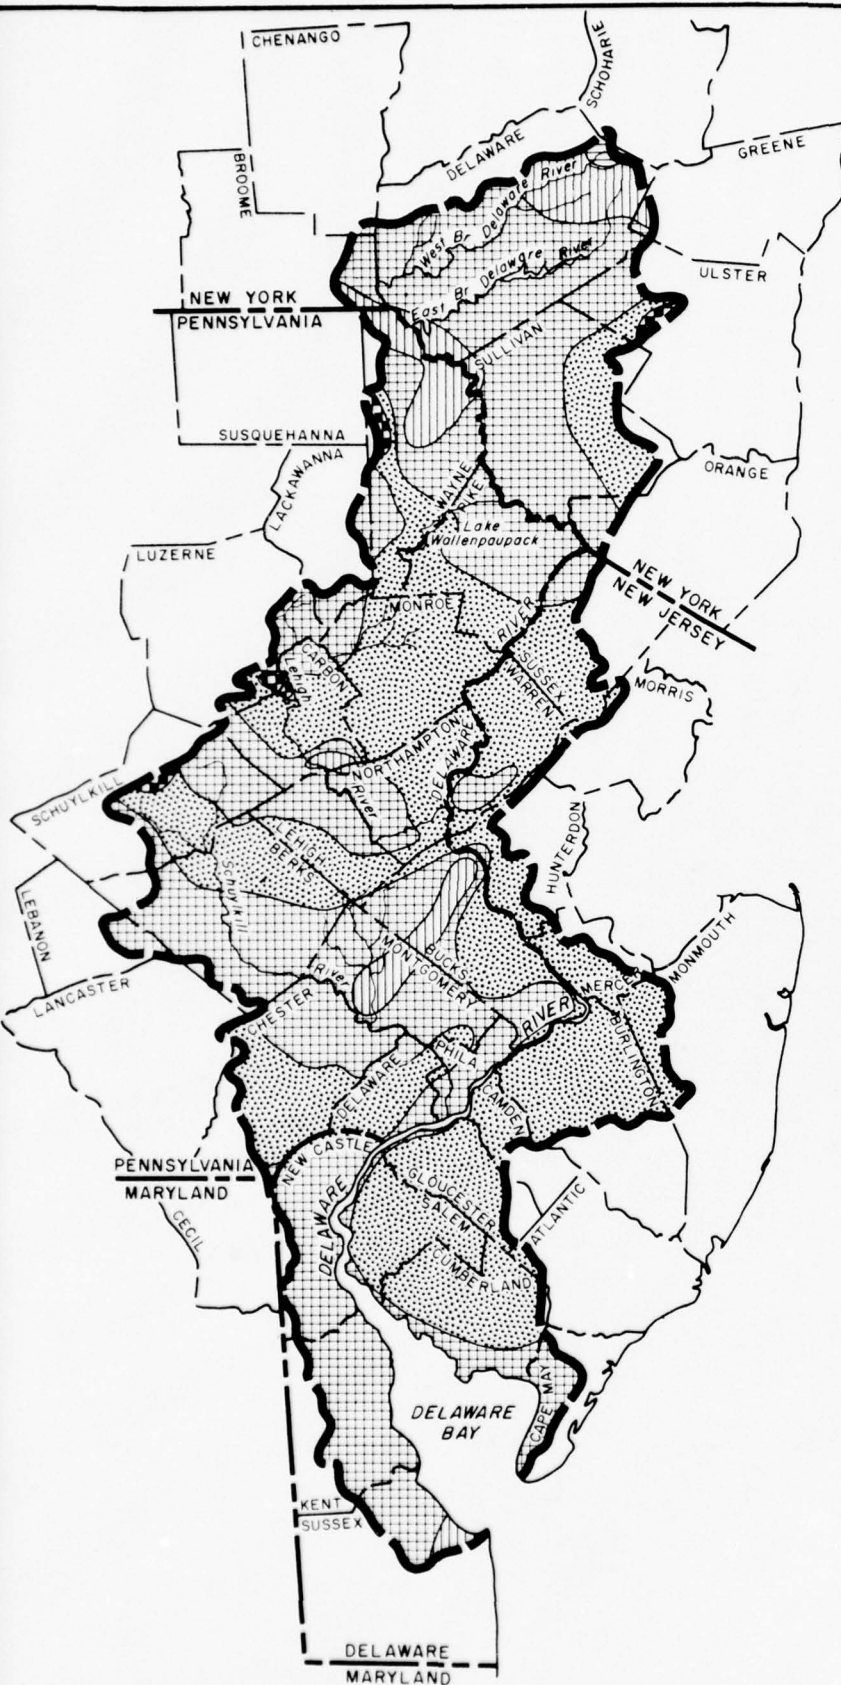 CHENANGO
SCHOHARIE
DELAWARE
GREENE
BROOME
West Br Delaware River
East Br Delaware River
ULSTER
NEW YORK
PENNSYLVANIA
SULLIVAN
SUSQUEHANNA
LACKAWANNA
WAYNE
PIKE
ORANGE
Lake
Wallenpaupack
LUZERNE
NEW YORK
NEW JERSEY
MONROE
RIVER
CARBON
Lehigh
SUSSEX
WARREN
MORRIS
NORTHAMPTON
River
DELAWARE
SCHUYLKILL
LEHIGH
BERK
HUNTERDON
Schuylkill
LEBANON
BUCKS
MONTGOMERY
MONMOUTH
MERCER
LANCASTER
River
CHESTER
RIVER
BURLINGTON
PHILA
DELAWARE
CAMDEN
PENNSYLVANIA
MARYLAND
NEW CASTLE
GLOUCESTER
SALEM
ATLANTIC
DELAWARE
CECIL
CUMBERLAND
CAPE MAY
DELAWARE
BAY
KENT
SUSSEX
DELAWARE
MARYLAND